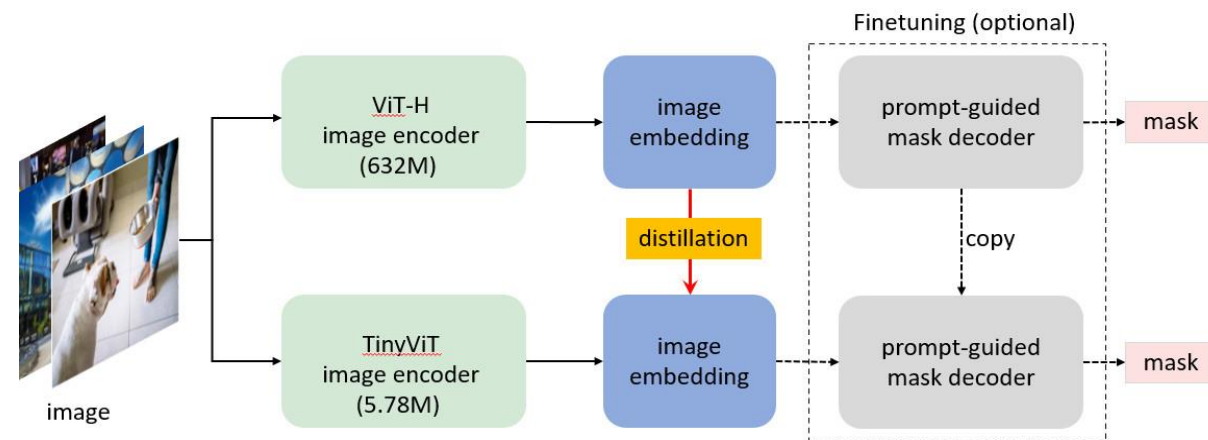 Finetuning (optional)
ViT-H
image encoder
(632M)
image
embedding
prompt-guided
mask decoder
mask
distillation
copy
TinyViT
image encoder
(5.78M)
image
embedding
prompt-guided
mask decoder
mask
image